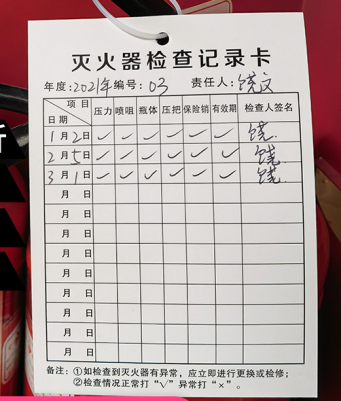 灭火器检查记录卡
年度:2021年编号:03 责任人:饶文
项目 日期 压力 喷咀 瓶体 压把 保险销 有效期 检查人签名
1月2日 ✓ ✓ ✓ ✓ ✓ ✓ 饶
2月5日 ✓ ✓ ✓ ✓ ✓ ✓ 饶
3月1日 ✓ ✓ ✓ ✓ ✓ ✓ 饶
月 日
月 日
月 日
月 日
月 日
月 日
月 日
月 日
月 日
备注:①如检查到灭火器有异常,应立即进行更换或检修;
②检查情况正常打“√”异常打“×”。